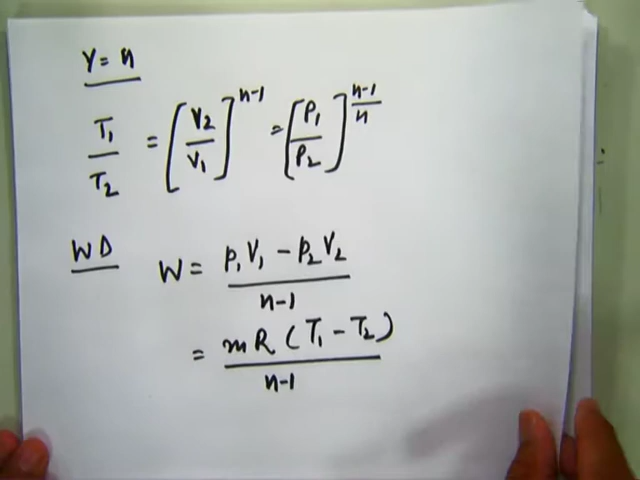 γ = n
T₁/T₂ = [V₂/V₁]^(n-1) = [P₁/P₂]^((n-1)/n)
WD W = (P₁V₁ - P₂V₂)/(n-1)
= mR(T₁ - T₂)/(n-1)